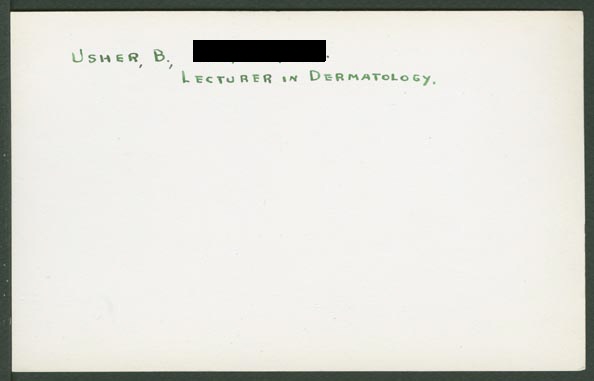 USHER, B.,
LECTURER IN DERMATOLOGY.